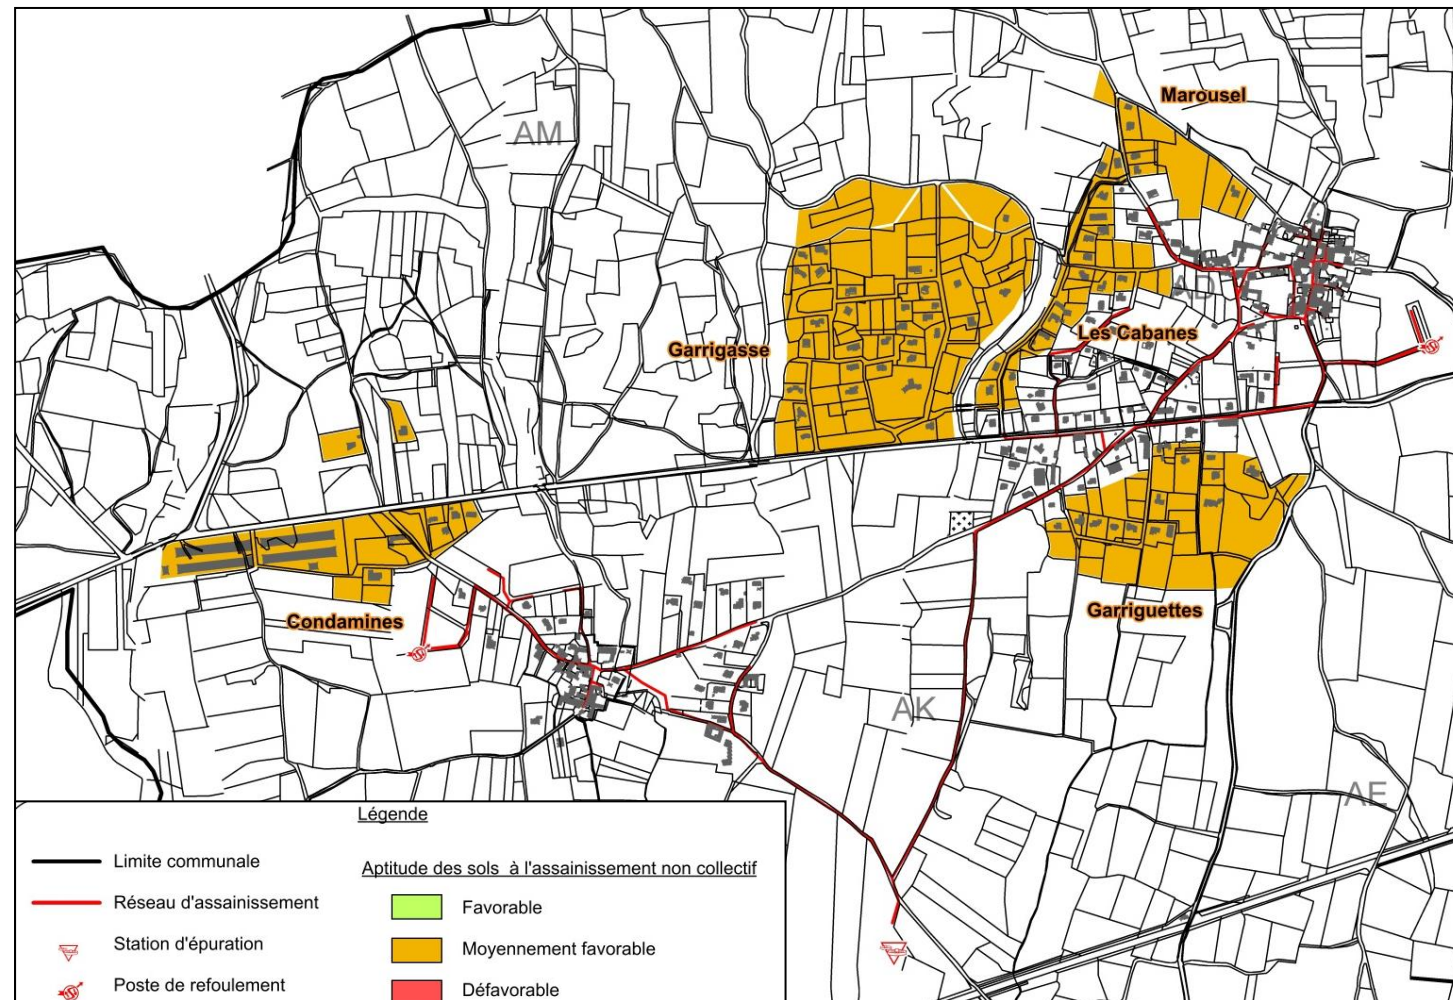 Marousel
AM
AD
Les Cabanes
Garrigasse
Condamines
Garriguettes
AK
AE
Légende
Limite communale
Aptitude des sols à l'assainissement non collectif
Réseau d'assainissement
Favorable
Station d'épuration
Moyennement favorable
Poste de refoulement
Défavorable